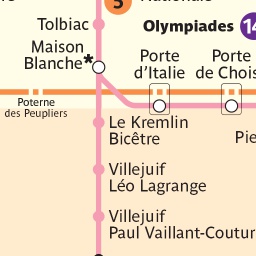 5
Tolbiac
Olympiades 14
Maison
Blanche*
Porte
d'Italie
Porte
de Chois
Poterne
des Peupliers
Le Kremlin
Bicêtre
Pie
Villejuif
Léo Lagrange
Villejuif
Paul Vaillant-Coutur